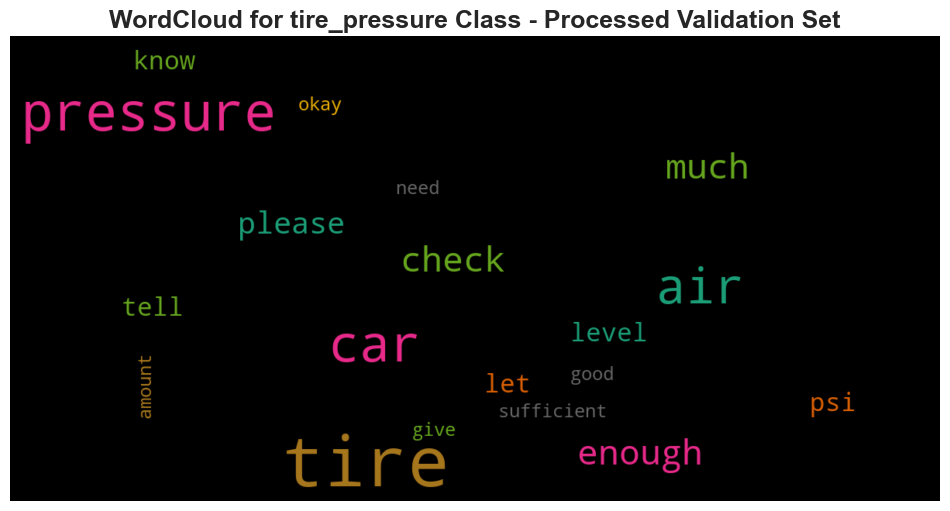 WordCloud for tire_pressure Class - Processed Validation Set
know
pressure
okay
much
need
please
check
air
tell
level
car
amount
good
let
psi
sufficient
give
enough
tire